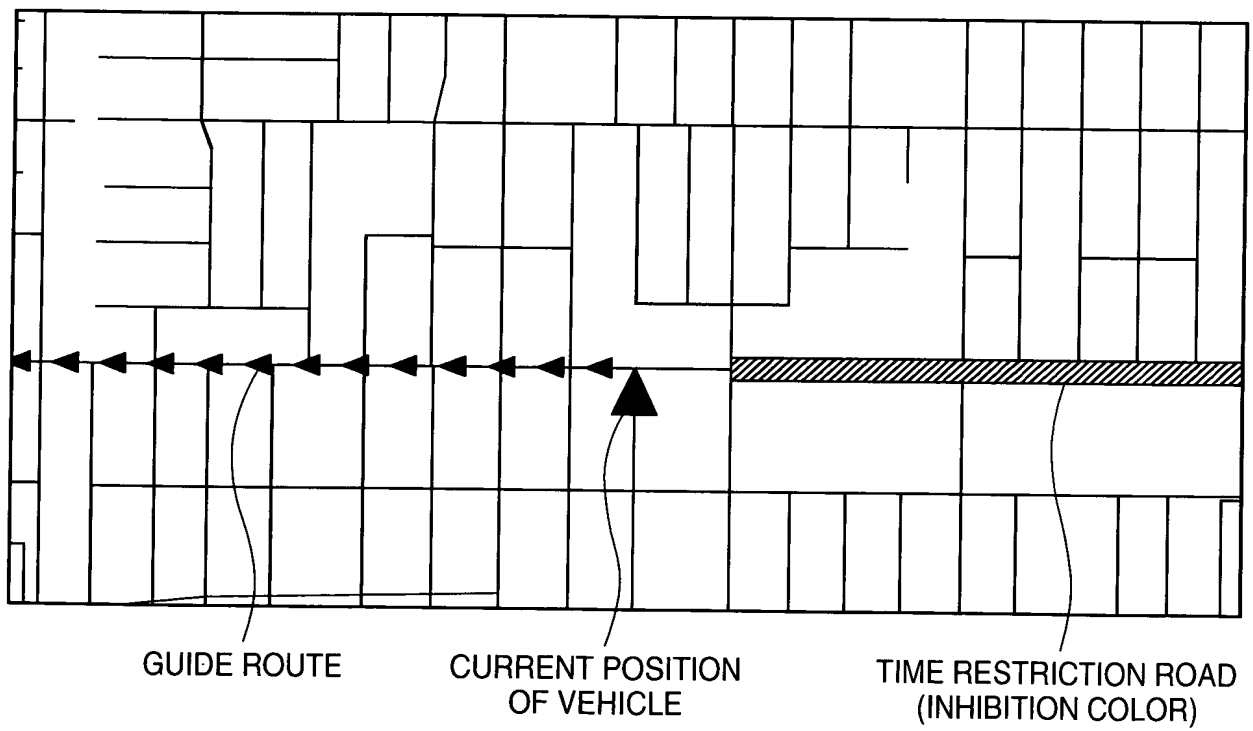 GUIDE ROUTE
CURRENT POSITION
OF VEHICLE
TIME RESTRICTION ROAD
(INHIBITION COLOR)